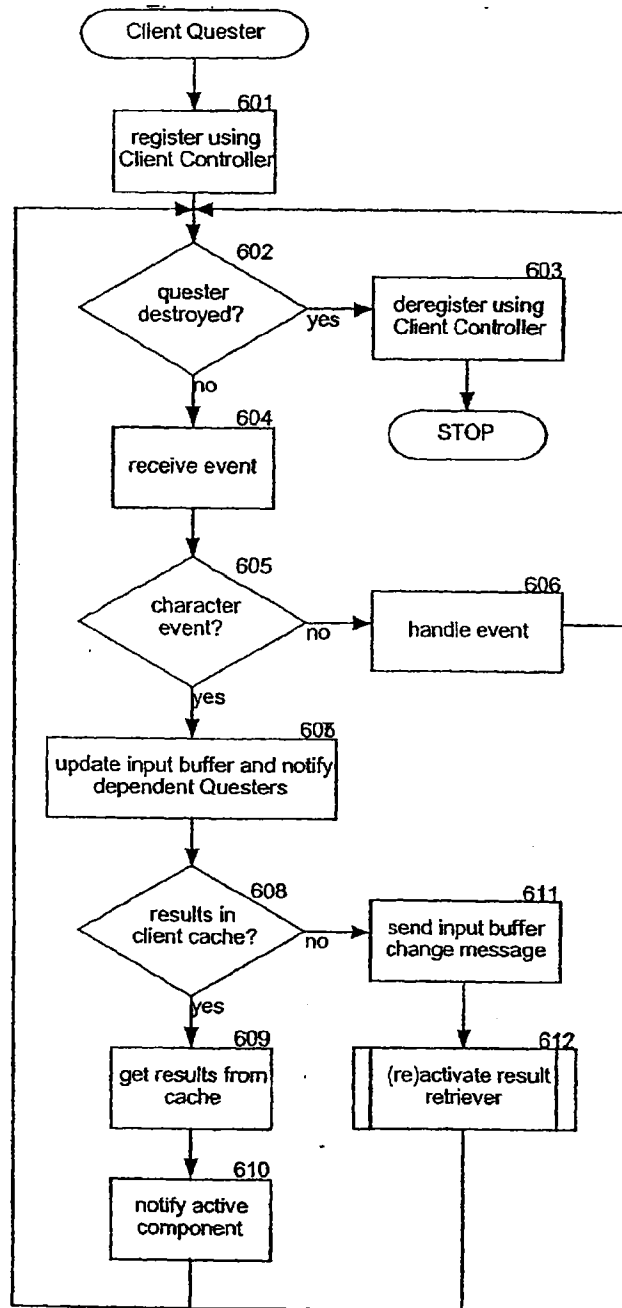 Client Quester
601
register using
Client Controller
602
quester
destroyed?
yes
no
603
deregister using
Client Controller
STOP
604
receive event
605
character
event?
no
yes
606
handle event
update input buffer and notify
dependent Questers
608
results in
client cache?
no
yes
611
send input buffer
change message
609
get results from
cache
612
(re)activate result
retriever
610
notify active
component